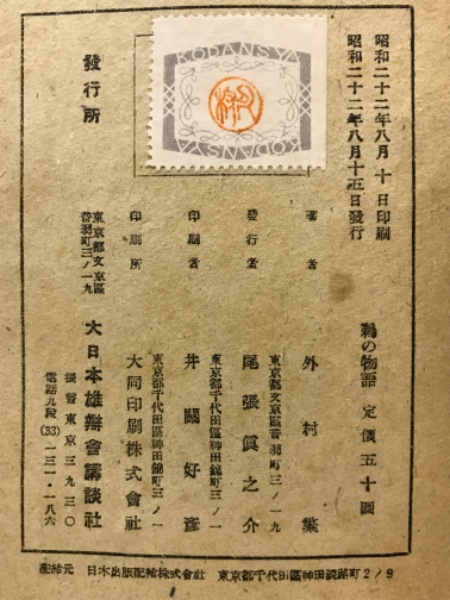 昭和二十二年八月十日印刷
昭和二十二年八月十五日發行
鵜の物語 定價五十圓
著者 外村繁
東京都文京區音羽町三ノ一九
發行者 尾張眞之介
東京都千代田區神田錦町三ノ一
印刷者 井關好彦
東京都千代田區神田錦町三ノ一
印刷所 大同印刷株式會社
KODANSYA
KODANSYA
發行所
東京都文京區
音羽町三ノ一九
大日本雄辯會講談社
振替東京三九三〇
電話九段(33)一三一・一八六
配給元 日本出版配給株式會社 東京都千代田區神田淡路町2ノ9